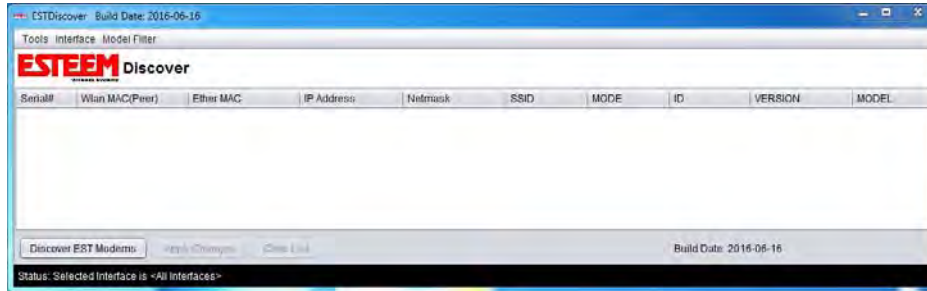 ESTDiscover Build Date: 2016-06-16
Tools Interface Model Filter
ESTEEM Discover
Serial# Wlan MAC(Peer) Ether MAC IP Address Netmask SSID MODE ID VERSION MODEL
Discover EST Modems Apply Changes Clear List Build Date: 2016-06-16
Status: Selected Interface is <All Interfaces>